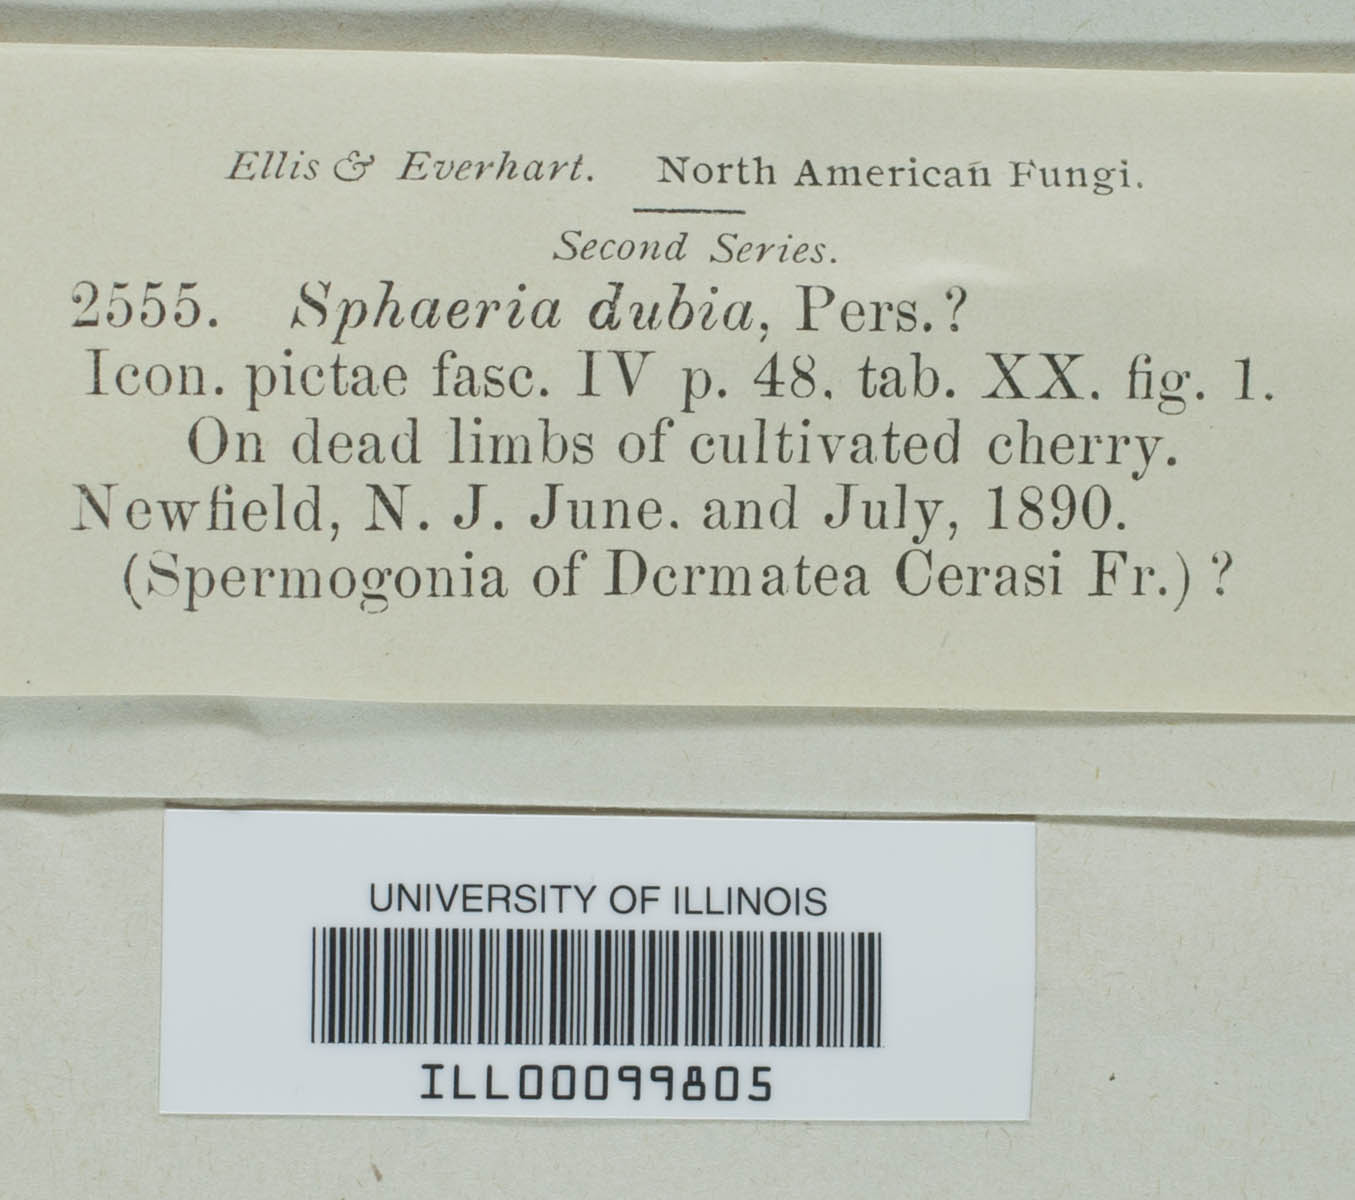 Ellis & Everhart. North American Fungi.
Second Series.
2555. Sphaeria dubia, Pers.?
Icon. pictae fasc. IV p. 48. tab. XX. fig. 1.
On dead limbs of cultivated cherry.
Newfield, N. J. June. and July, 1890.
(Spermogonia of Dermatea Cerasi Fr.) ?
UNIVERSITY OF ILLINOIS
ILL00099805